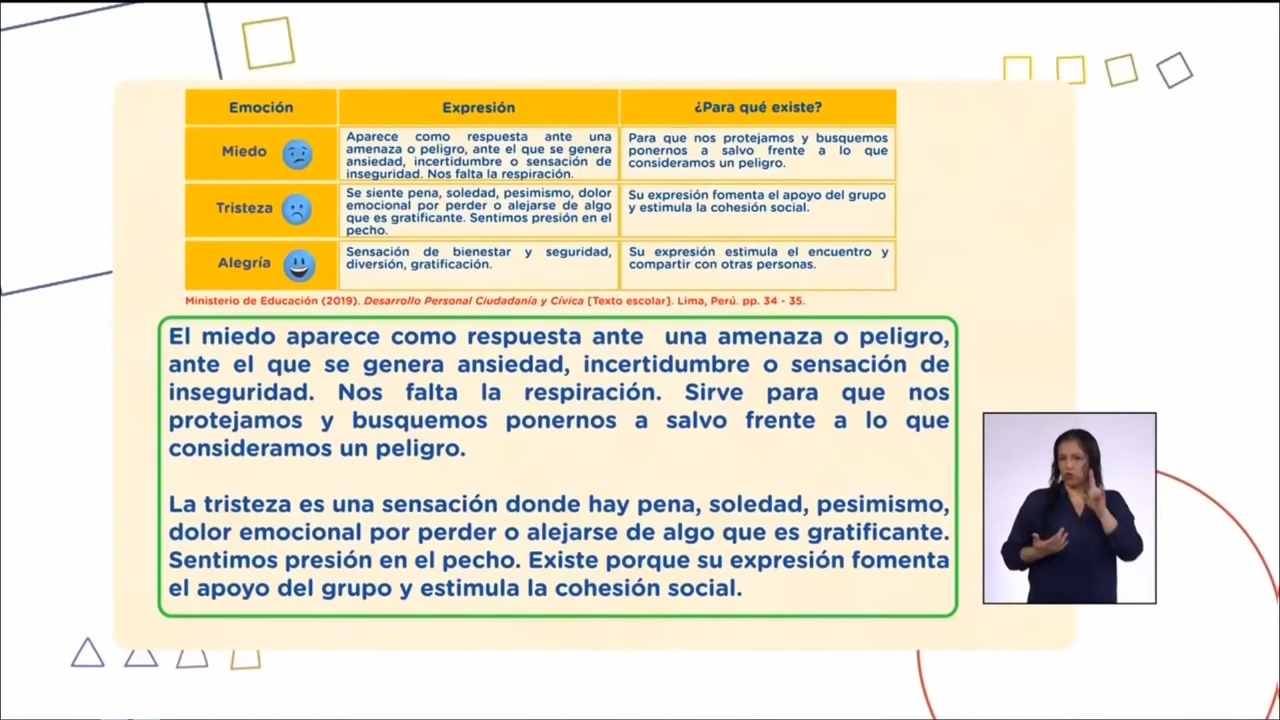 Emoción
Expresión
¿Para qué existe?
Miedo
Aparece como respuesta ante una
amenaza o peligro, ante el que se genera
ansiedad, incertidumbre o sensación de
inseguridad. Nos falta la respiración.
Para que nos protejamos y busquemos
ponernos a salvo frente a lo que
consideramos un peligro.
Tristeza
Se siente pena, soledad, pesimismo, dolor
emocional por perder o alejarse de algo
que es gratificante. Sentimos presión en el
pecho.
Su expresión fomenta el apoyo del grupo
y estimula la cohesión social.
Alegría
Sensación de bienestar y seguridad,
diversión, gratificación.
Su expresión estimula el encuentro y
compartir con otras personas.
Ministerio de Educación (2019). Desarrollo Personal Ciudadanía y Cívica [Texto escolar]. Lima, Perú. pp. 34 - 35.
El miedo aparece como respuesta ante una amenaza o peligro,
ante el que se genera ansiedad, incertidumbre o sensación de
inseguridad. Nos falta la respiración. Sirve para que nos
protejamos y busquemos ponernos a salvo frente a lo que
consideramos un peligro.
La tristeza es una sensación donde hay pena, soledad, pesimismo,
dolor emocional por perder o alejarse de algo que es gratificante.
Sentimos presión en el pecho. Existe porque su expresión fomenta
el apoyo del grupo y estimula la cohesión social.